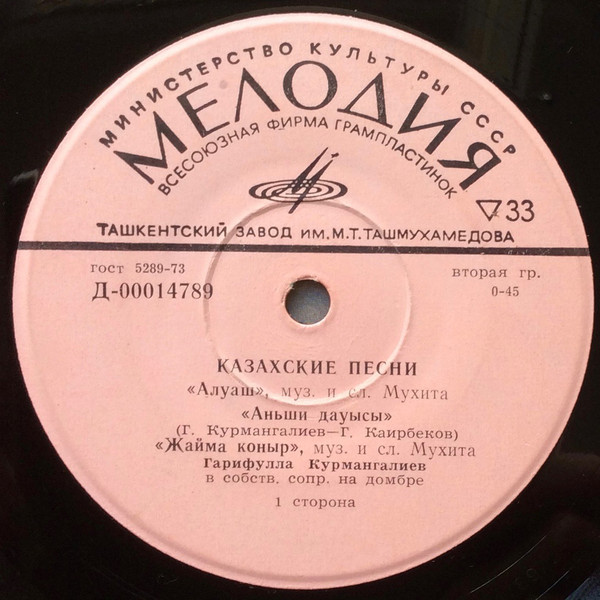 МИНИСТЕРСТВО КУЛЬТУРЫ СССР
МЕЛОДИЯ
ВСЕСОЮЗНАЯ ФИРМА ГРАМПЛАСТИНОК
▽33
ТАШКЕНТСКИЙ ЗАВОД ИМ. М.Т. ТАШМУХАМЕДОВА
гост 5289-73
вторая гр.
Д-00014789
0-45
КАЗАХСКИЕ ПЕСНИ
«Алуаш», муз. и сл. Мухита
«Аньши дауысы»
(Г. Курмангалиев—Г. Каирбеков)
«Жайма коныр», муз. и сл. Мухита
Гарифулла Курмангалиев
в собств. сопр. на домбре
1 сторона